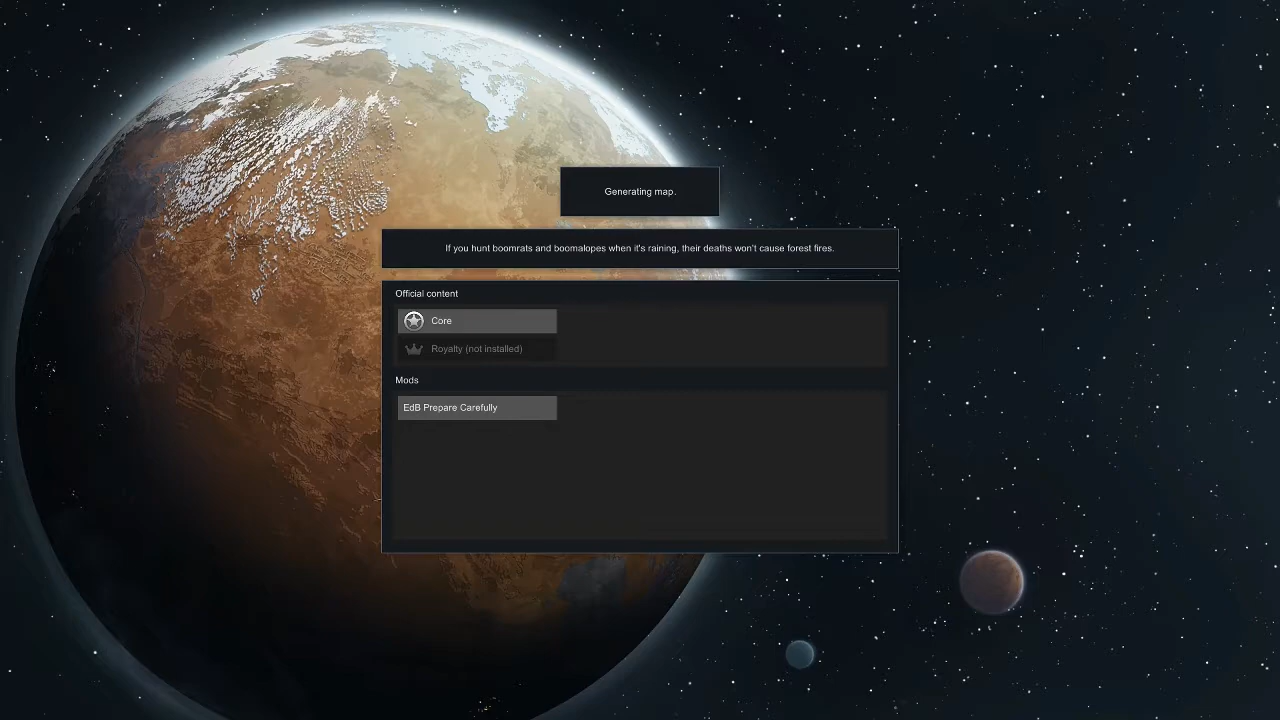 Generating map.
If you hunt boomrats and boomalopes when it's raining, their deaths won't cause forest fires.
Official content
Core
Royalty (not installed)
Mods
EdB Prepare Carefully